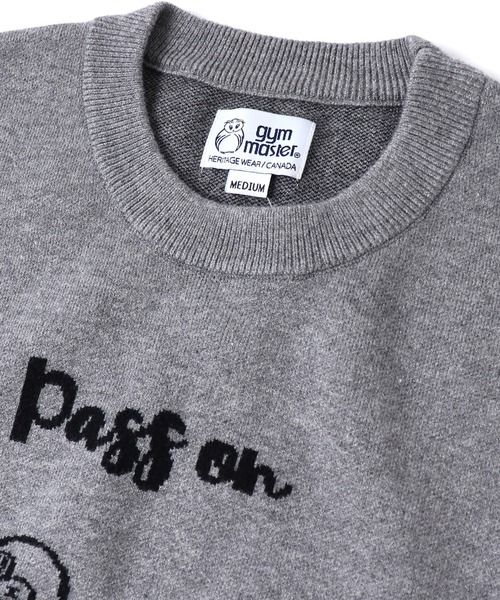 gym
master®
HERITAGE WEAR / CANADA
MEDIUM
Pass on